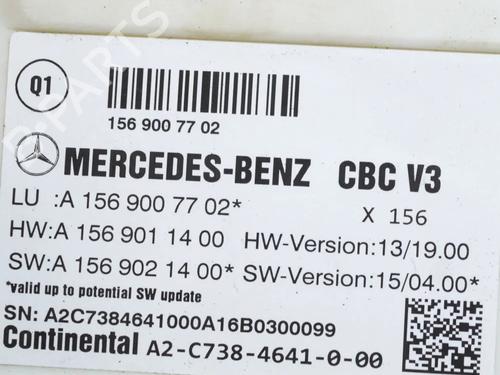 Q1
156 900 77 02
MERCEDES-BENZ CBC V3
LU :A 156 900 77 02* X 156
HW:A 156 901 14 00 HW-Version:13/19.00
SW:A 156 902 14 00* SW-Version:15/04.00*
*valid up to potential SW update
SN: A2C7384641000A16B0300099
Continental A2-C738-4641-0-00
B-PARTS